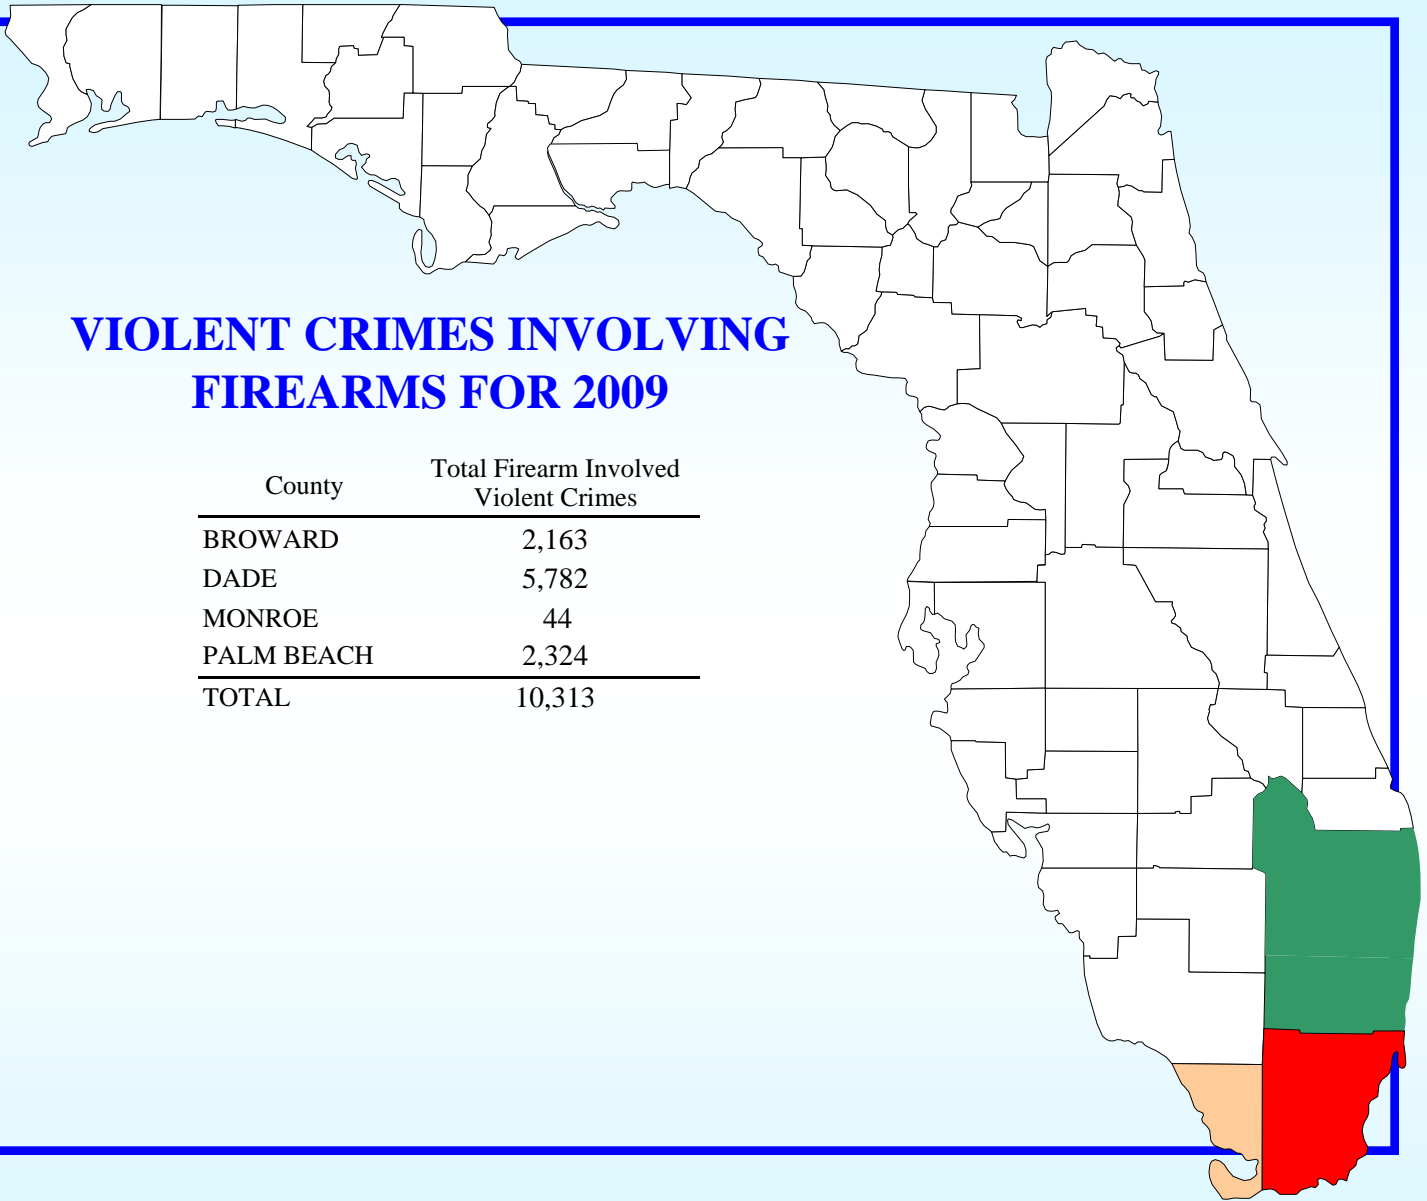 VIOLENT CRIMES INVOLVING
FIREARMS FOR 2009
County Total Firearm Involved
Violent Crimes
BROWARD 2,163
DADE 5,782
MONROE 44
PALM BEACH 2,324
TOTAL 10,313